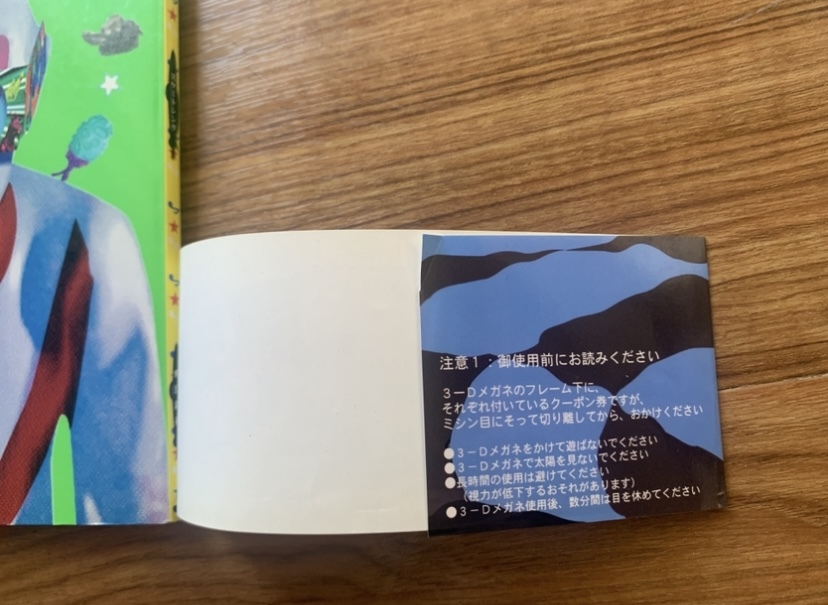 注意1・御使用前にお読みください
3-Dメガネのフレーム下に、
それぞれ付いているクーポン券ですが、
ミシン目にそって切り離してから、おかけください
●3-Dメガネをかけて遊ばないでください
●3-Dメガネで太陽を見ないでください
●長時間の使用は避けてください
(視力が低下するおそれがあります)
●3-Dメガネ使用後、数分間は目を休めてください